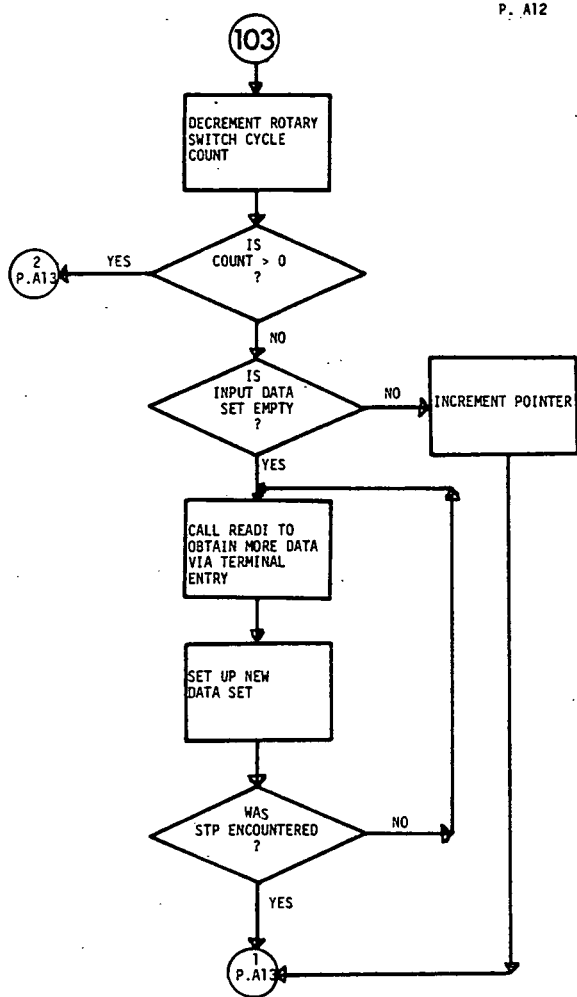 P. A12
103
DECREMENT ROTARY
SWITCH CYCLE
COUNT
IS
COUNT > 0
?
YES
2
P.A13
NO
IS
INPUT DATA
SET EMPTY
?
NO
INCREMENT POINTER
YES
CALL READI TO
OBTAIN MORE DATA
VIA TERMINAL
ENTRY
SET UP NEW
DATA SET
WAS
STP ENCOUNTERED
?
NO
YES
1
P.A13